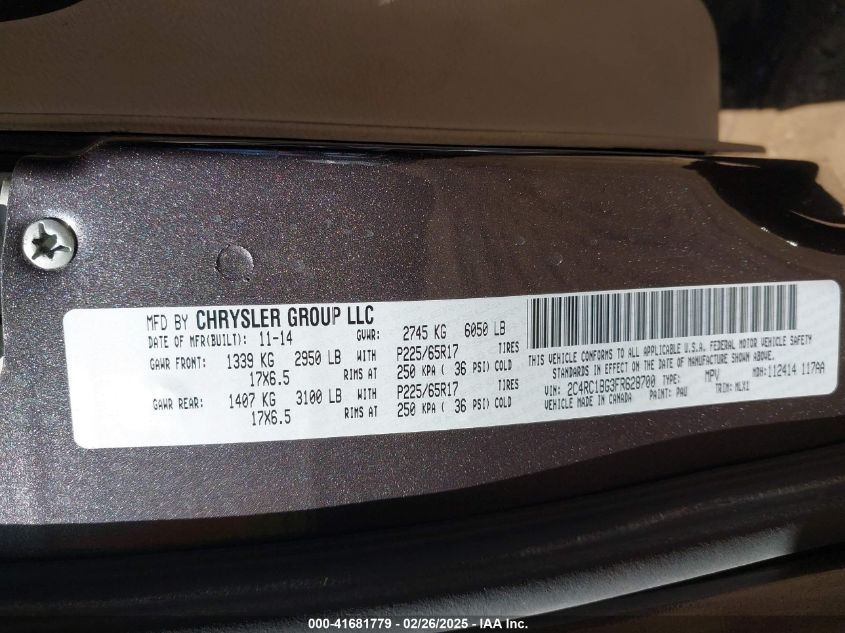 MFD BY CHRYSLER GROUP LLC
DATE OF MFR(BUILT): 11-14 GVWR: 2745 KG 6050 LB
GAWR FRONT: 1339 KG 2950 LB WITH P225/65R17 TIRES
17X6.5 RIMS AT 250 KPA ( 36 PSI) COLD
GAWR REAR: 1407 KG 3100 LB WITH P225/65R17 TIRES
17X6.5 RIMS AT 250 KPA ( 36 PSI) COLD
THIS VEHICLE CONFORMS TO ALL APPLICABLE U.S.A. FEDERAL MOTOR VEHICLE SAFETY
STANDARDS IN EFFECT ON THE DATE OF MANUFACTURE SHOWN ABOVE.
VIN: 2C4RC1BG3FR628700 TYPE: MPV MDH:112414 117AA
VEHICLE MADE IN CANADA PAINT: PAU TRIM: MLX1
000-41681779 — 02/26/2025 — IAA Inc.